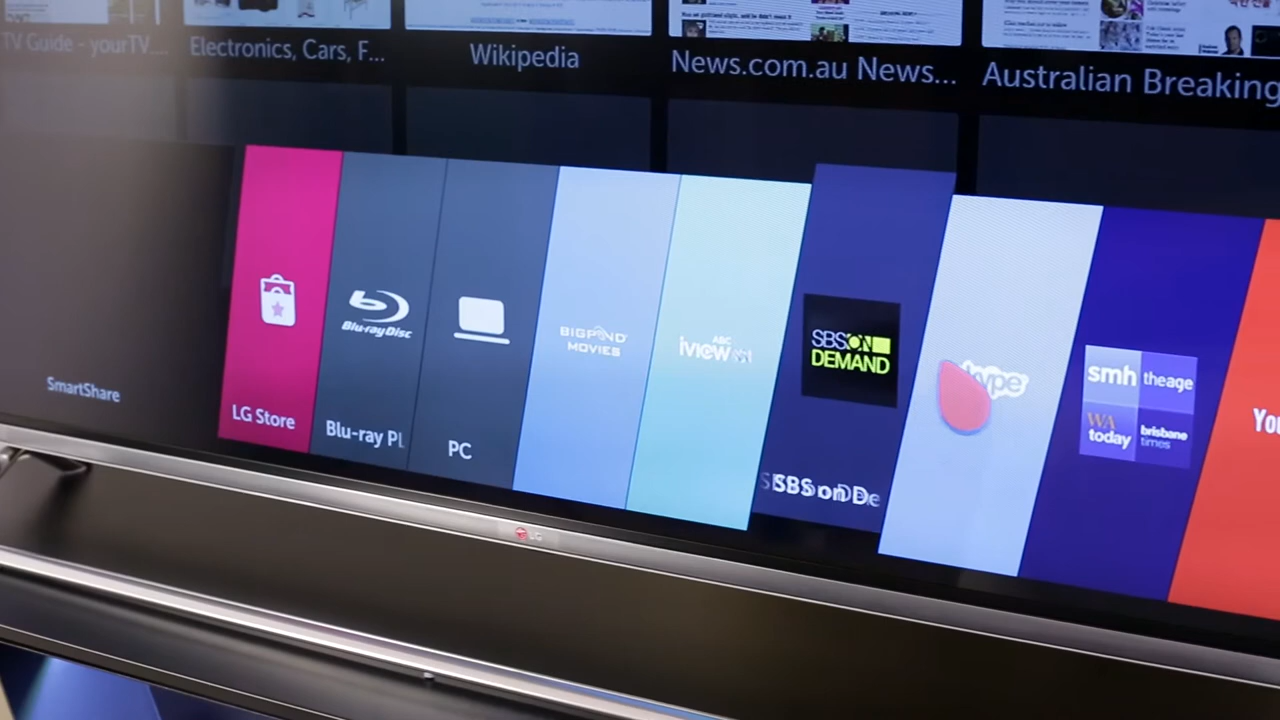 TV Guide - yourTV...
Electronics, Cars, F...
Wikipedia
News.com.au News...
Australian Breaking
SmartShare
LG Store
Blu-ray Disc
Blu-ray Pl
PC
BIGPOND
MOVIES
ABC
iview
SBS ON
DEMAND
SBS on De
smh theage
WA
today
brisbane
times
You
LG